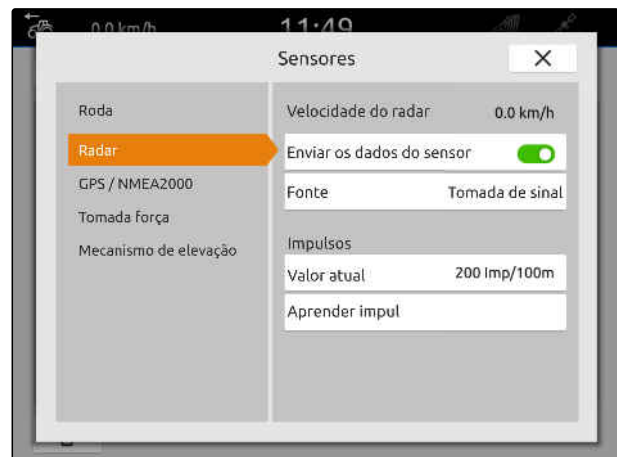 0.0 km/h
11:49
Sensores
Roda
Radar
GPS / NMEA2000
Tomada força
Mecanismo de elevação
Velocidade do radar 0.0 km/h
Enviar os dados do sensor
Fonte Tomada de sinal
Impulsos
Valor atual 200 Imp/100m
Aprender impul